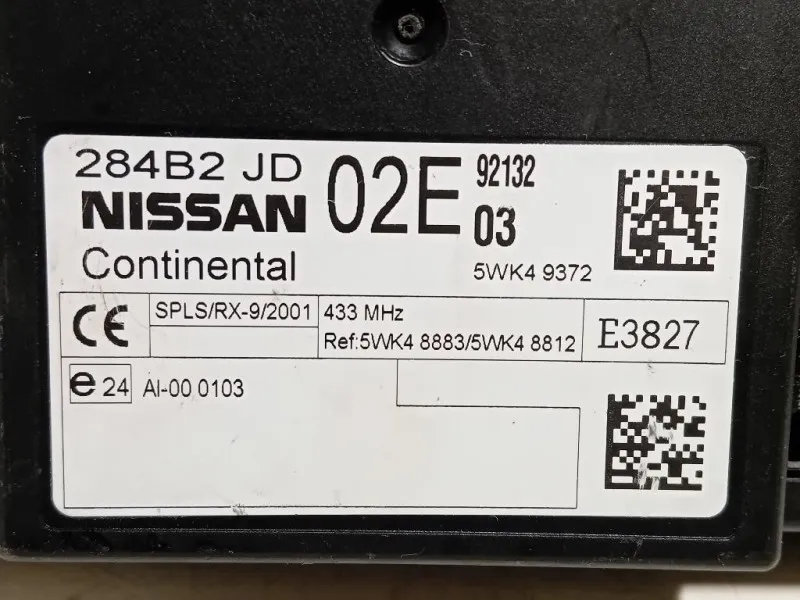 284B2 JD 02E 92132
NISSAN 03
Continental 5WK4 9372
CE SPLS/RX-9/2001 433 MHz E3827
Ref:5WK4 8883/5WK4 8812
e 24 AI-00 0103